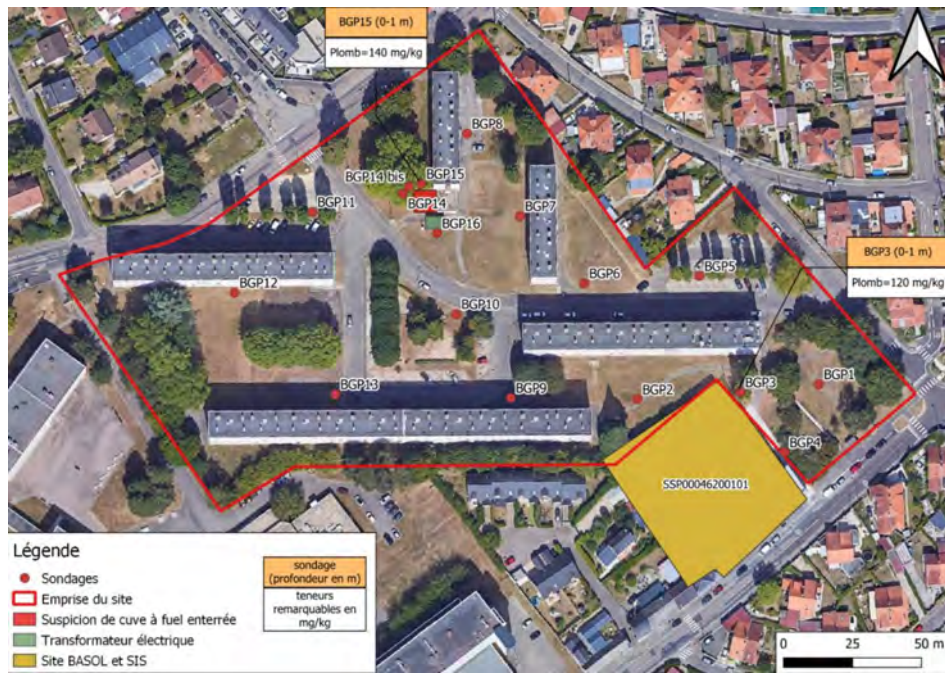 BGP15 (0-1 m)
Plomb=140 mg/kg
BGP8
BGP14 bis
BGP15
BGP14
BGP11
BGP7
BGP16
BGP3 (0-1 m)
Plomb=120 mg/kg
BGP6
BGP5
BGP12
BGP10
BGP13
BGP9
BGP2
BGP3
BGP1
BGP4
SSP00046200101
Légende
Sondages
Emprise du site
Suspicion de cuve à fuel enterrée
Transformateur électrique
Site BASOL et SIS
sondage
(profondeur en m)
teneurs
remarquables en
mg/kg
0 25 50 m